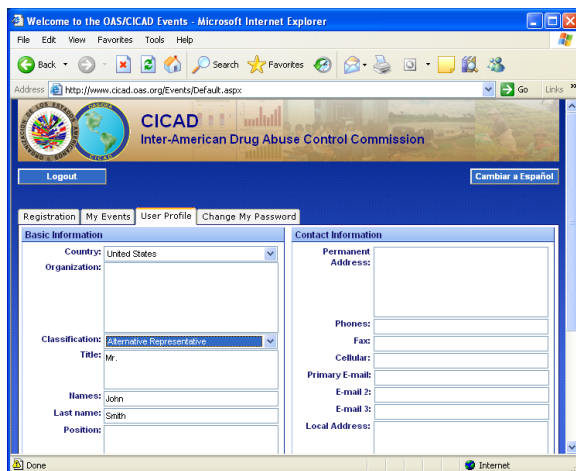 Welcome to the OAS/CICAD Events - Microsoft Internet Explorer
File Edit View Favorites Tools Help
Back Search Favorites
Address http://www.cicad.oas.org/Events/Default.aspx Go Links »
CICAD
Inter-American Drug Abuse Control Commission
Logout Cambiar a Español
Registration My Events User Profile Change My Password
Basic Information
Country: United States
Organization:
Classification: Alternative Representative
Title: Mr.
Names: John
Last name: Smith
Position:
Contact Information
Permanent
Address:
Phones:
Fax:
Cellular:
Primary E-mail:
E-mail 2:
E-mail 3:
Local Address:
Done Internet